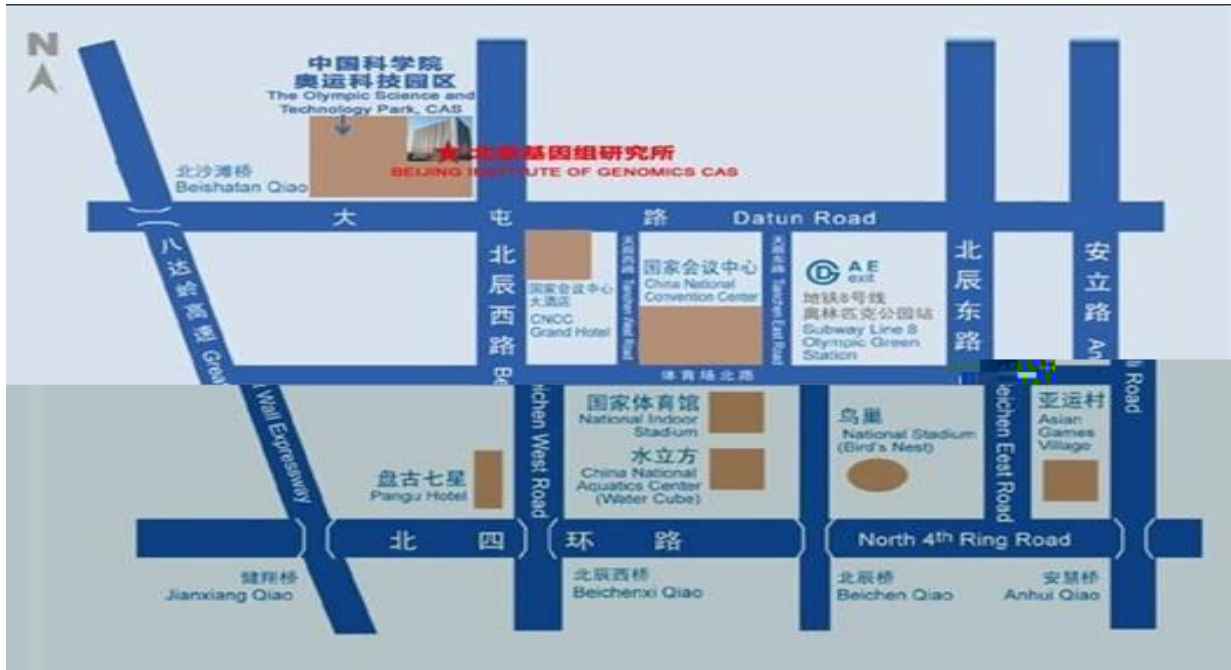 N
中国科学院
奥运科技园区
The Olympic Science and
Technology Park, CAS
北京基因组研究所
BEIJING INSTITUTE OF GENOMICS CAS
北沙滩桥
Beishatan Qiao
大 屯 路 Datun Road
八达岭高速 Grea
Wall Expressway
北辰西路 Be
eichen West Road
国家会议中心
大酒店
CNCC
Grand Hotel
天辰西路 Tianchen West Road
国家会议中心
China National
Convention Center
天辰东路 Tianchen East Road
A E
exit
地铁8号线
奥林匹克公园站
Subway Line 8
Olympic Green
Station
北辰东路
Beichen Eest Road
安立路 An
li Road
体育场北路
国家体育馆
National Indoor
Stadium
水立方
China National
Aquatics Center
(Water Cube)
鸟巢
National Stadium
(Bird's Nest)
亚运村
Asian
Games
Village
盘古七星
Pangu Hotel
北 四 环 路 North 4th Ring Road
健翔桥
Jianxiang Qiao
北辰西桥
Beichenxi Qiao
北辰桥
Beichen Qiao
安慧桥
Anhui Qiao